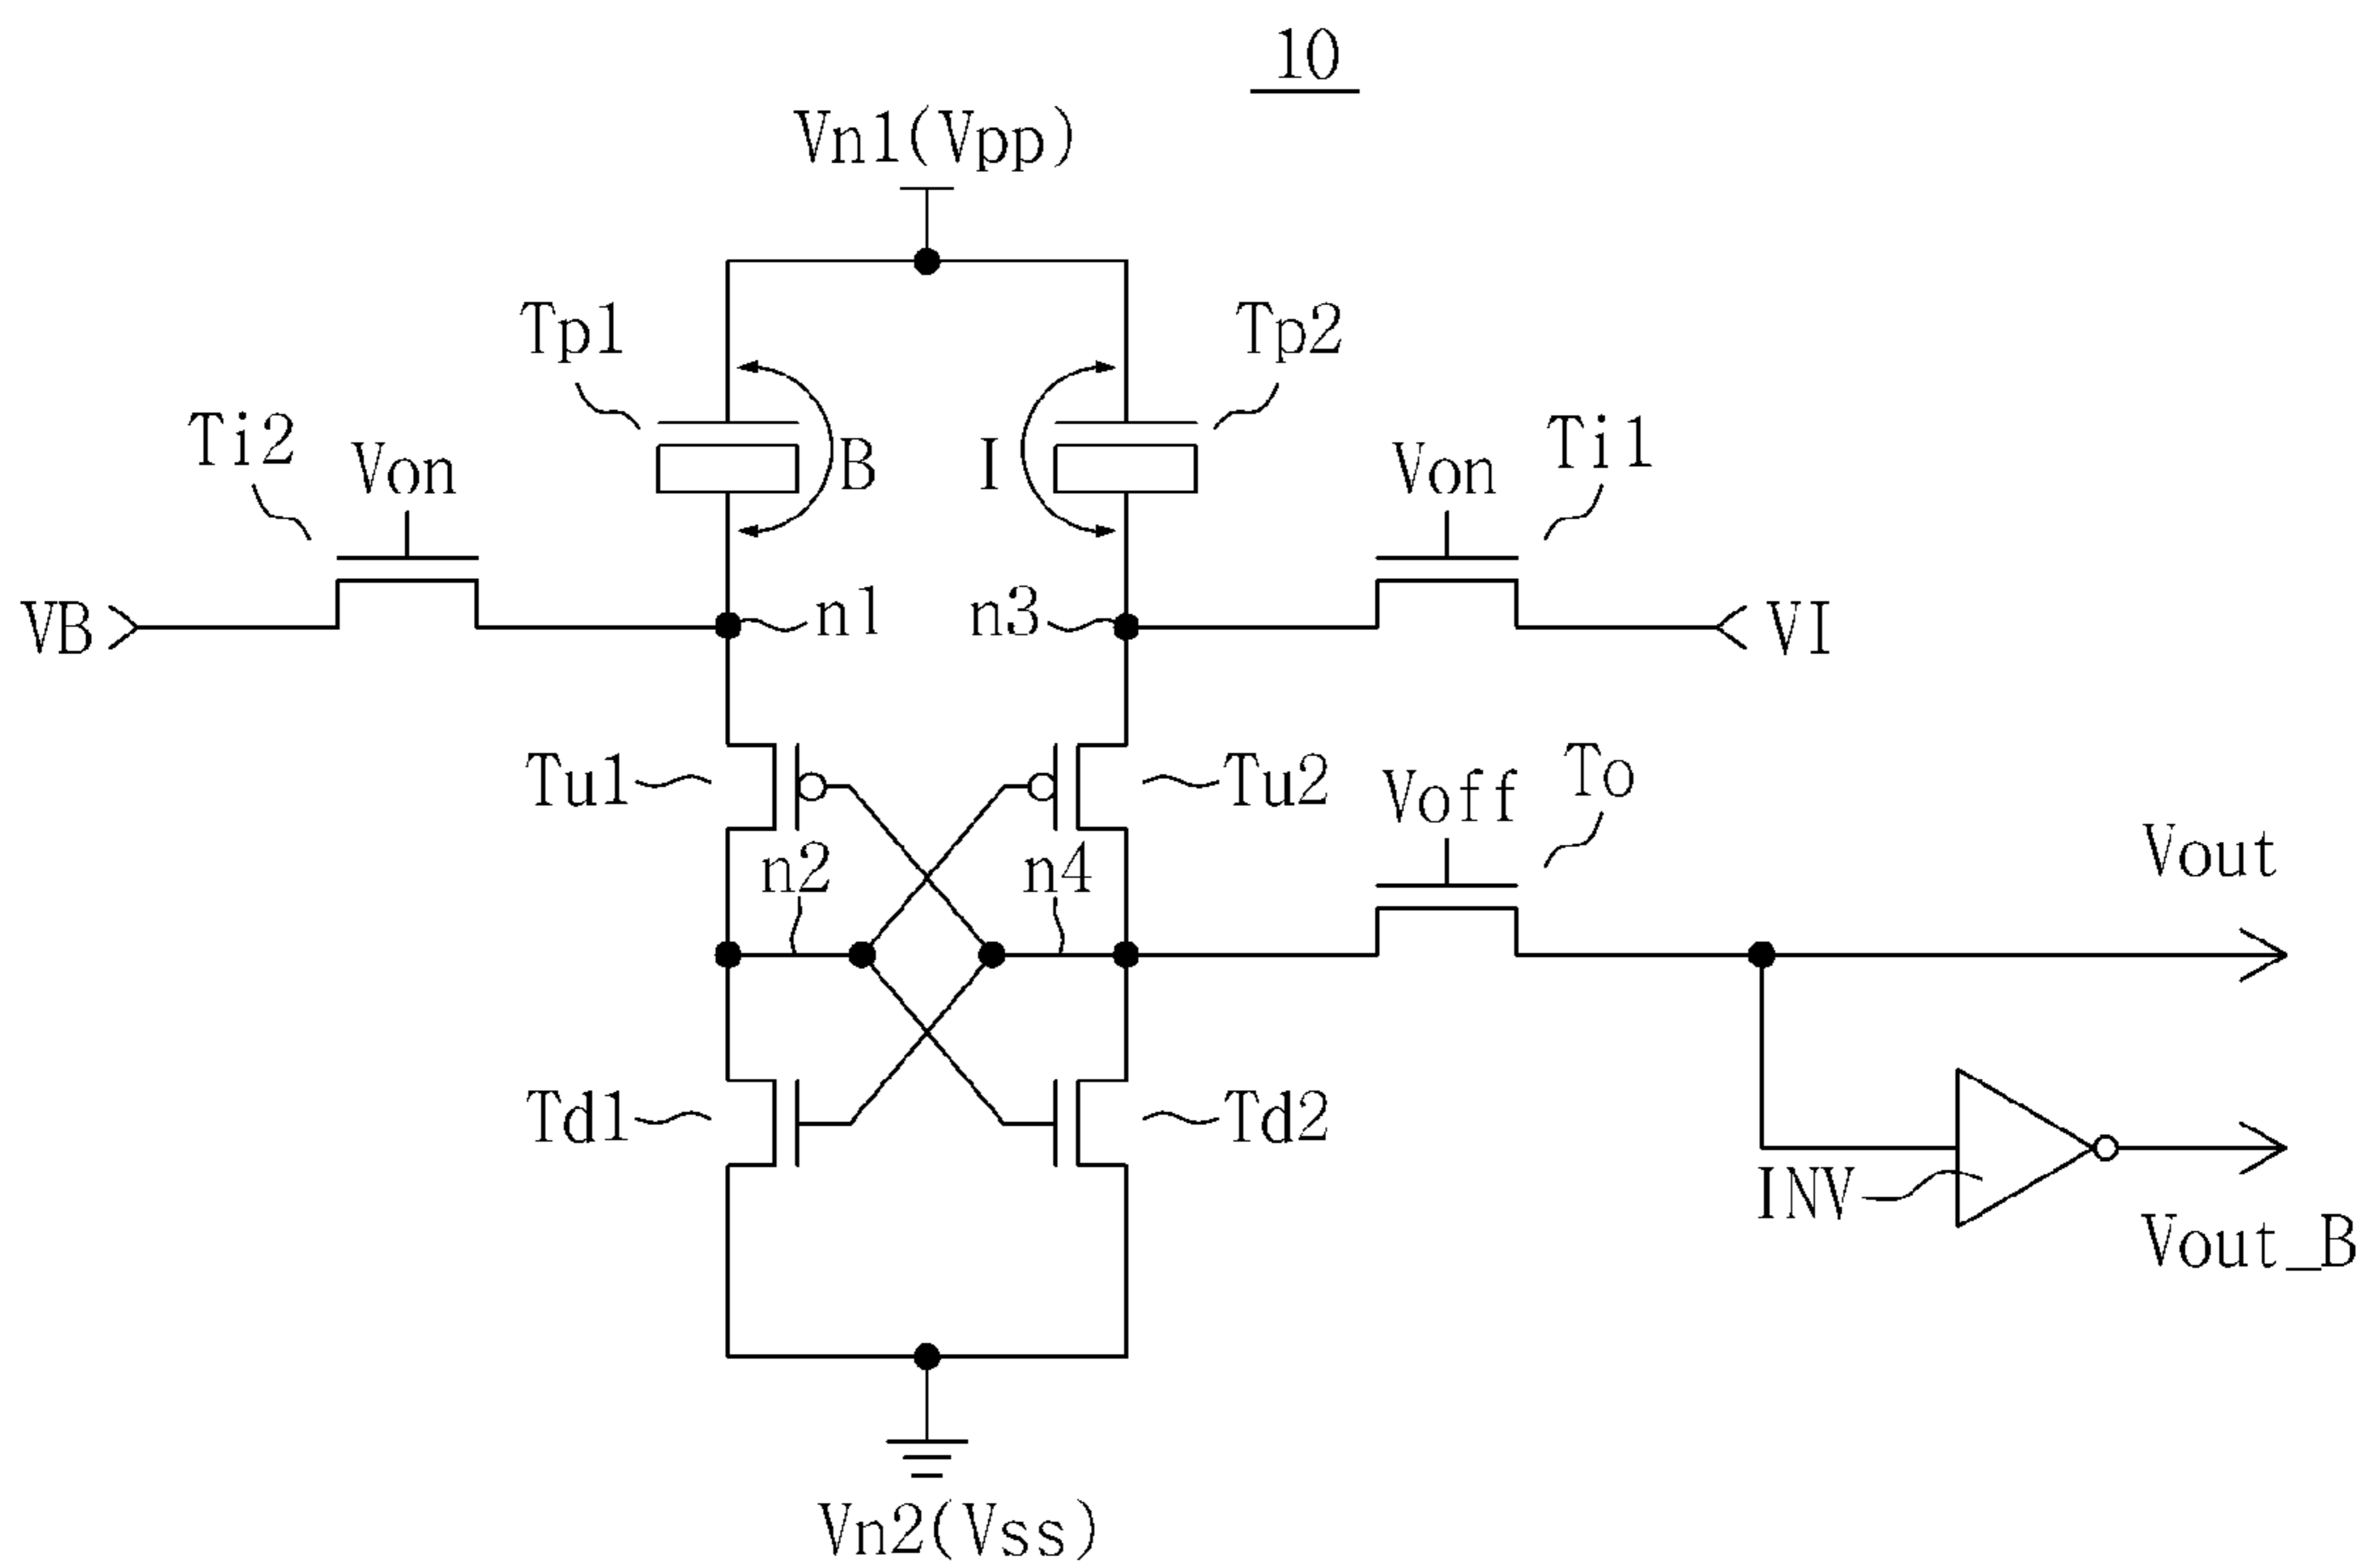 10
Vn1(Vpp)
Tp1
Tp2
Ti2
Von
B
I
Von
Ti1
VB
n1
n3
VI
Tu1
Tu2
Voff
To
n2
n4
Vout
Td1
Td2
INV
Vout_B
Vn2(Vss)